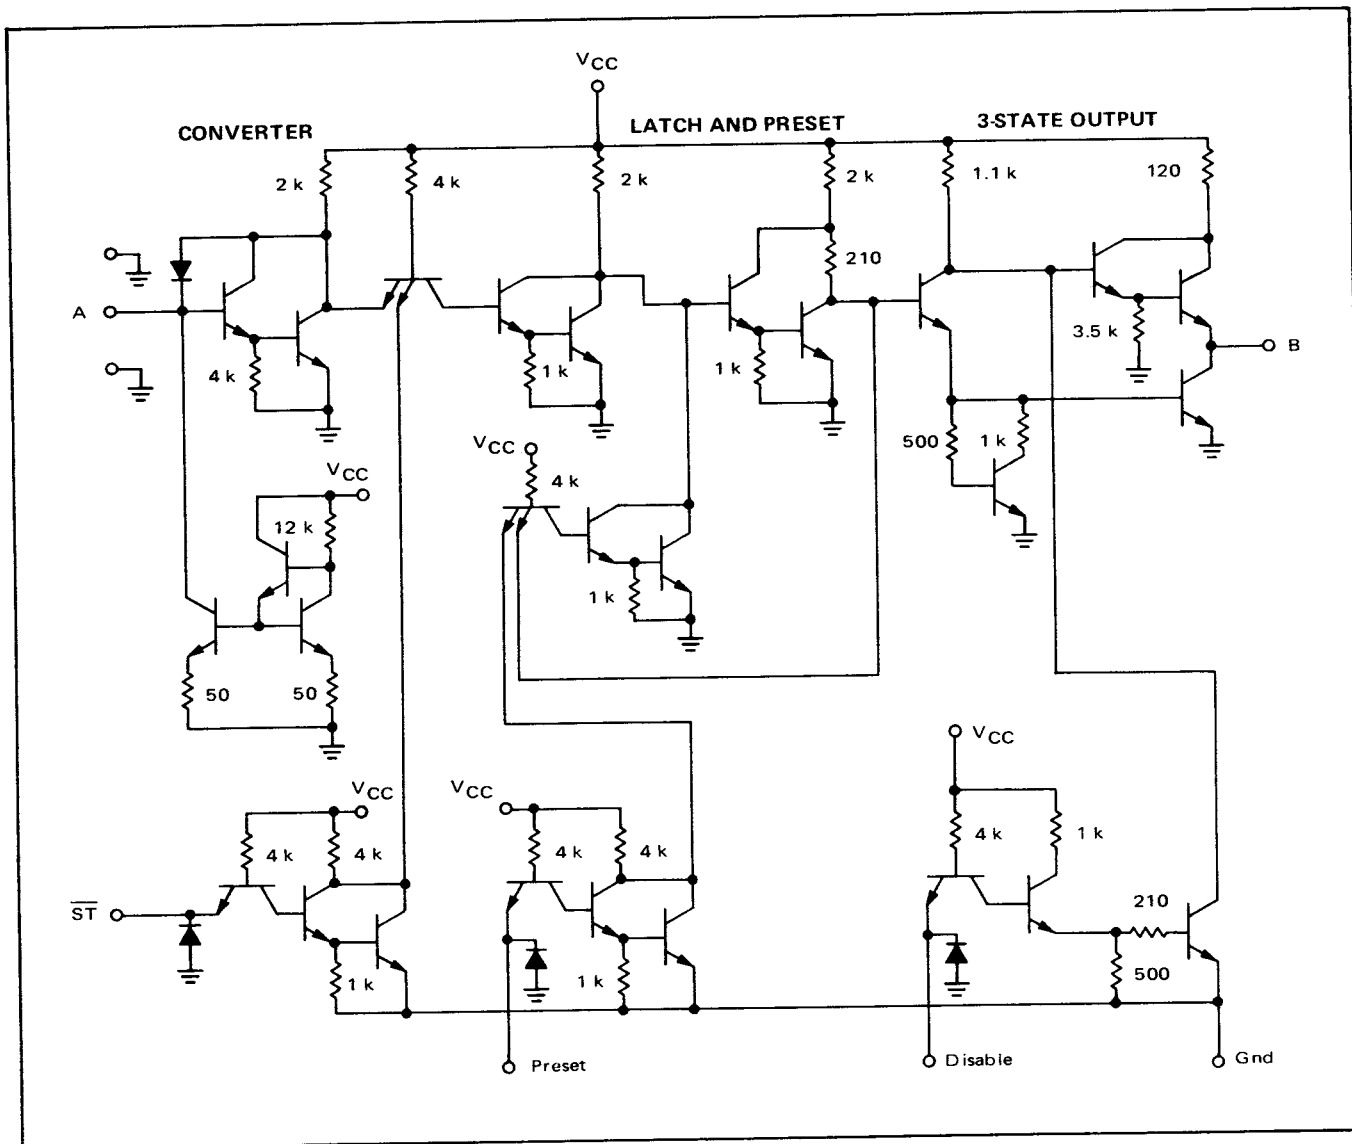 VCC
CONVERTER
LATCH AND PRESET
3-STATE OUTPUT
2 k
4 k
2 k
2 k
1.1 k
120
210
A
B
4 k
1 k
1 k
3.5 k
500
1 k
VCC
4 k
VCC
12 k
1 k
50
50
VCC
VCC
VCC
4 k
4 k
4 k
4 k
4 k
1 k
ST
210
500
1 k
1 k
Preset
Disable
Gnd